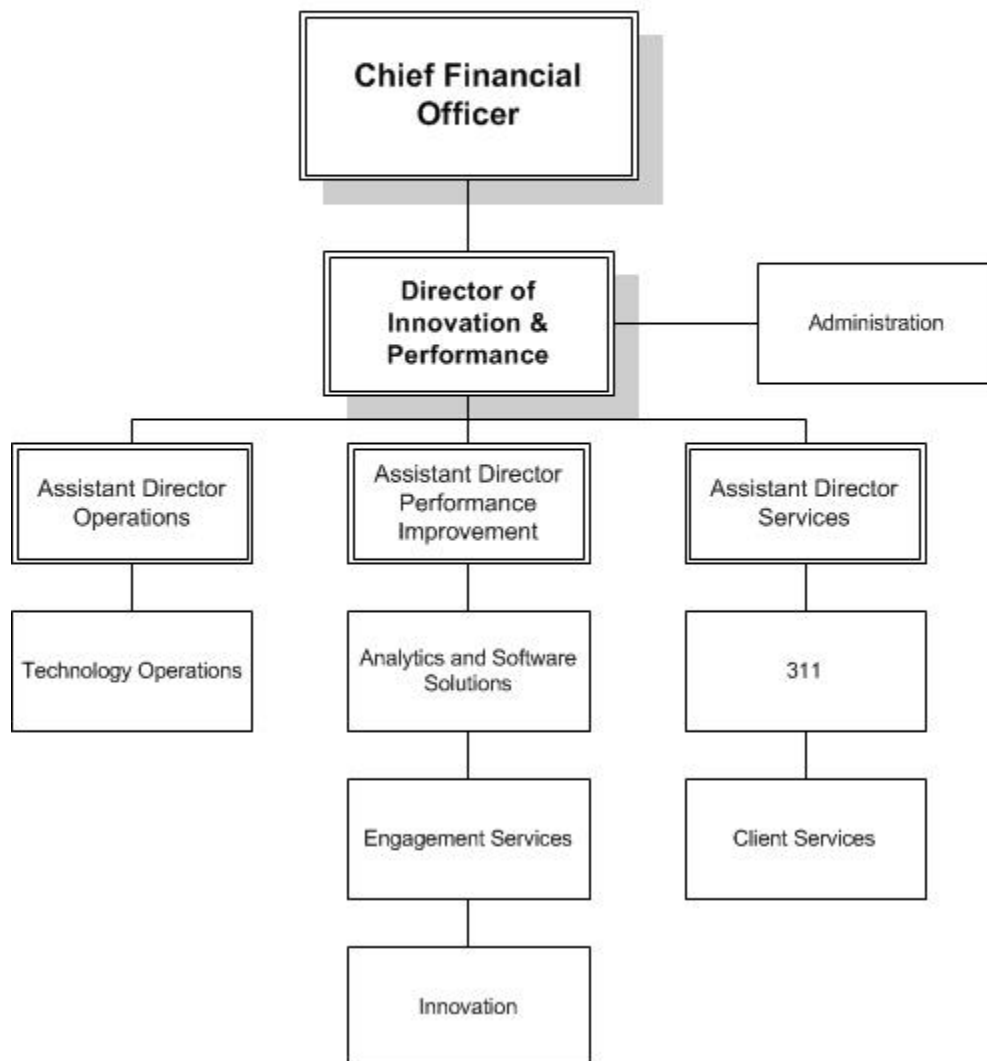 Chief Financial
Officer
Director of
Innovation &
Performance
Administration
Assistant Director
Operations
Assistant Director
Performance
Improvement
Assistant Director
Services
Technology Operations
Analytics and Software
Solutions
311
Engagement Services
Client Services
Innovation